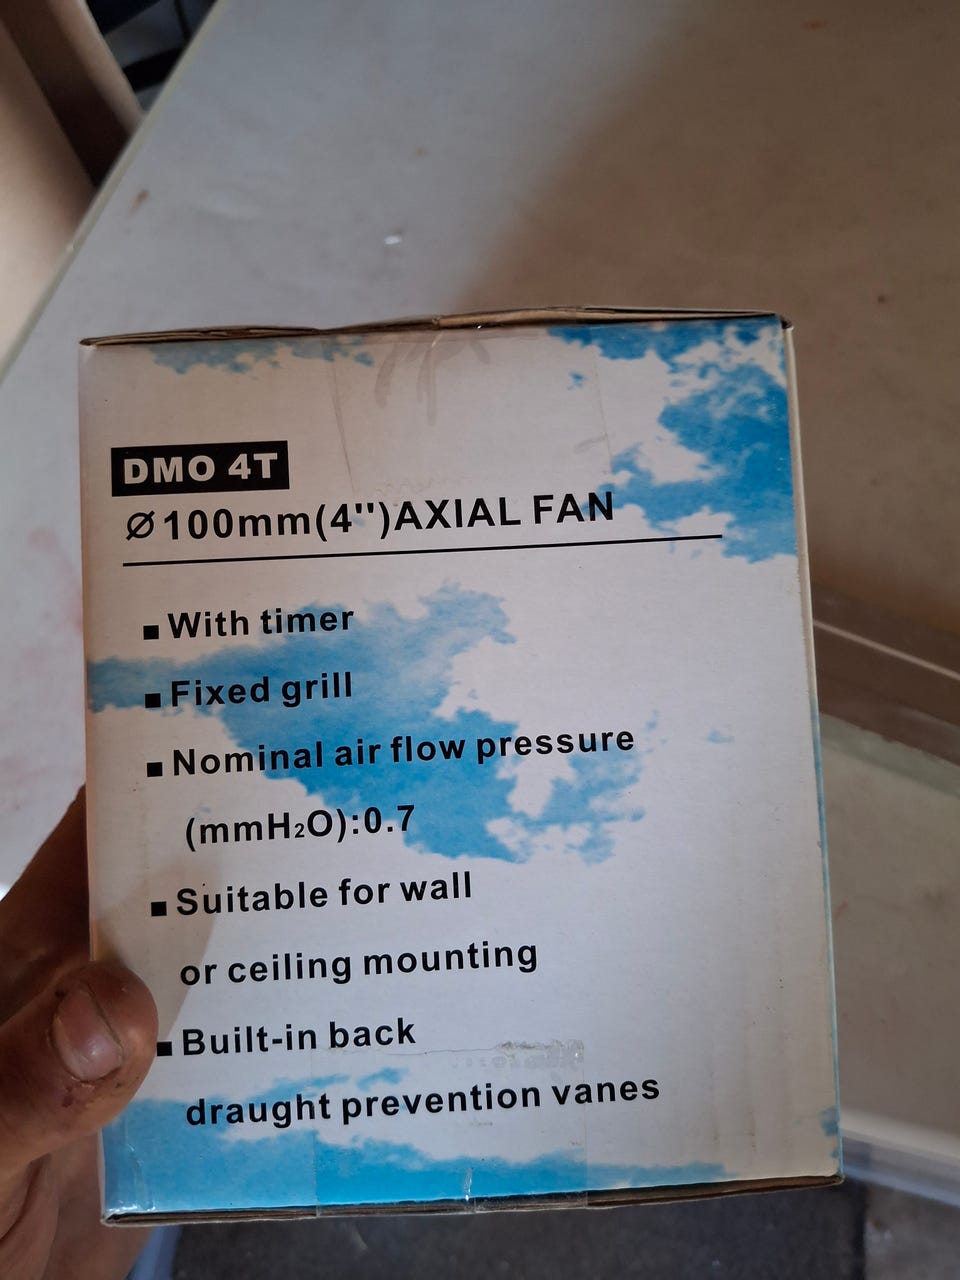 DMO 4T
Ø100mm(4'')AXIAL FAN
■ With timer
■ Fixed grill
■ Nominal air flow pressure
(mmH₂O):0.7
■ Suitable for wall
or ceiling mounting
■ Built-in back
draught prevention vanes